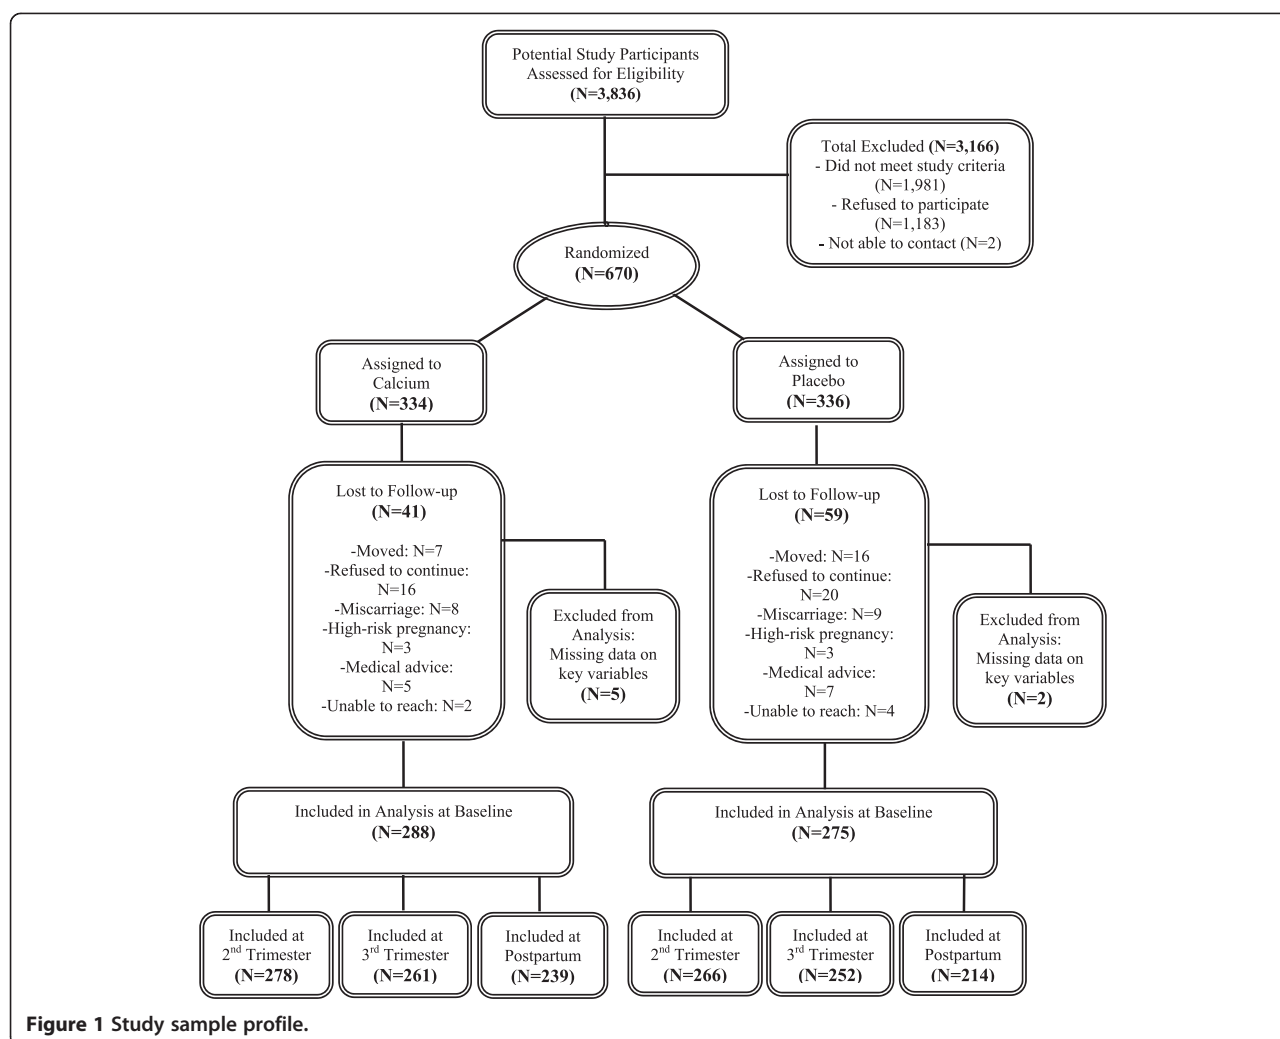 Potential Study Participants
Assessed for Eligibility
(N=3,836)
Total Excluded (N=3,166)
- Did not meet study criteria
(N=1,981)
- Refused to participate
(N=1,183)
- Not able to contact (N=2)
Randomized
(N=670)
Assigned to
Calcium
(N=334)
Assigned to
Placebo
(N=336)
Lost to Follow-up
(N=41)
-Moved: N=7
-Refused to continue:
N=16
-Miscarriage: N=8
-High-risk pregnancy:
N=3
-Medical advice:
N=5
-Unable to reach: N=2
Excluded from
Analysis:
Missing data on
key variables
(N=5)
Lost to Follow-up
(N=59)
-Moved: N=16
-Refused to continue:
N=20
-Miscarriage: N=9
-High-risk pregnancy:
N=3
-Medical advice:
N=7
-Unable to reach: N=4
Excluded from
Analysis:
Missing data on
key variables
(N=2)
Included in Analysis at Baseline
(N=288)
Included in Analysis at Baseline
(N=275)
Included at
2nd Trimester
(N=278)
Included at
3rd Trimester
(N=261)
Included at
Postpartum
(N=239)
Included at
2nd Trimester
(N=266)
Included at
3rd Trimester
(N=252)
Included at
Postpartum
(N=214)
Figure 1 Study sample profile.